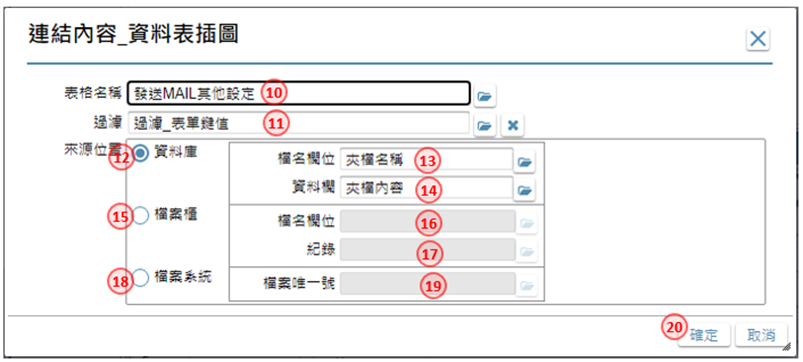 連結內容_資料表插圖
表格名稱 發送MAIL其他設定 10
過濾 過濾_表單鍵值 11
來源位置 12 資料庫 檔名欄位 夾檔名稱 13
資料欄 夾檔內容 14
15 檔案櫃 檔名欄位 16
紀錄 17
18 檔案系統 檔案唯一號 19
20 確定 取消